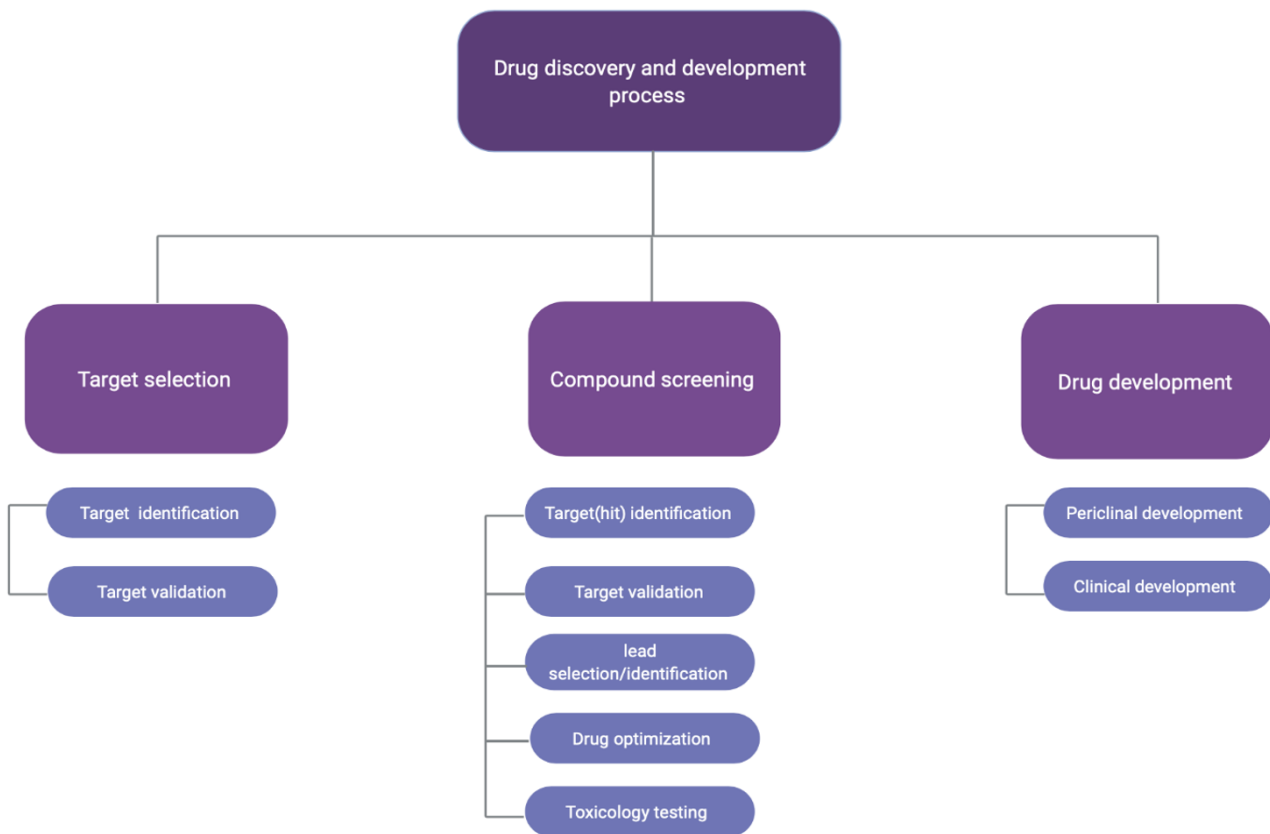 Drug discovery and development
process
Target selection
Compound screening
Drug development
Target identification
Target validation
Target(hit) identification
Target validation
lead
selection/identification
Drug optimization
Toxicology testing
Periclinal development
Clinical development